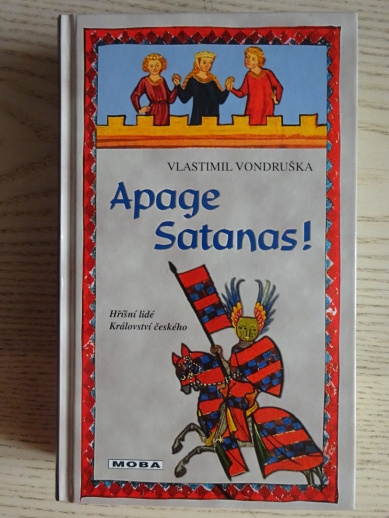 VLASTIMIL VONDRUŠKA
Apage
Satanas!
Hříšní lidé
Království českého
MOBA